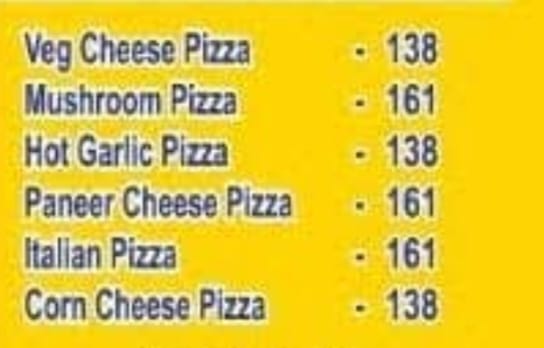 Veg Cheese Pizza - 138
Mushroom Pizza - 161
Hot Garlic Pizza - 138
Paneer Cheese Pizza - 161
Italian Pizza - 161
Corn Cheese Pizza - 138